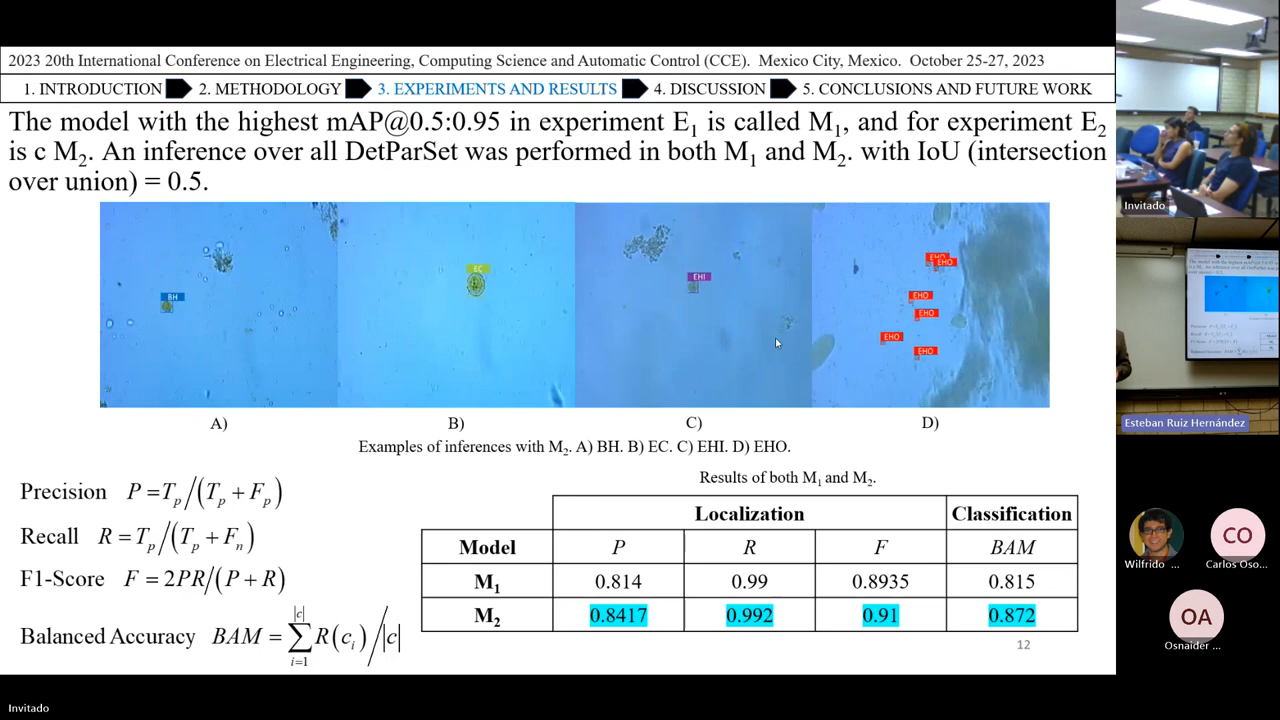 2023 20th International Conference on Electrical Engineering, Computing Science and Automatic Control (CCE). Mexico City, Mexico. October 25-27, 2023
1. INTRODUCTION 2. METHODOLOGY 3. EXPERIMENTS AND RESULTS 4. DISCUSSION 5. CONCLUSIONS AND FUTURE WORK
The model with the highest mAP@0.5:0.95 in experiment E₁ is called M₁, and for experiment E₂
is c M₂. An inference over all DetParSet was performed in both M₁ and M₂. with IoU (intersection
over union) = 0.5.
BH
EC
EHI
EHO
EHO
EHO
EHO
EHO
EHO
A) B) C) D)
Examples of inferences with M₂. A) BH. B) EC. C) EHI. D) EHO.
Precision P = Tₚ/(Tₚ + Fₚ)
Recall R = Tₚ/(Tₚ + Fₙ)
F1-Score F = 2PR/(P + R)
Balanced Accuracy BAM = ∑ᵢ₌₁^|c| R(cᵢ)/|c|
Results of both M₁ and M₂.
Localization Classification
Model P R F BAM
M₁ 0.814 0.99 0.8935 0.815
M₂ 0.8417 0.992 0.91 0.872
12
Invitado
Esteban Ruiz Hernández
CO
Wilfrido Carlos Oso...
OA
Osnaider ...
Invitado